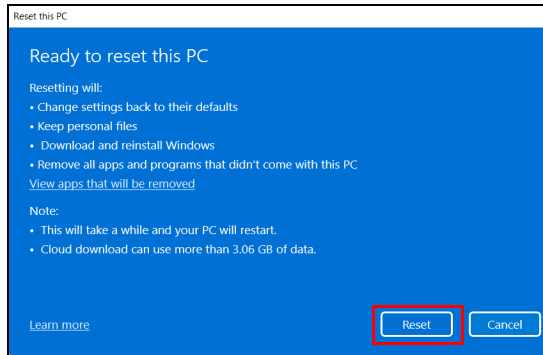 Reset this PC
Ready to reset this PC
Resetting will:
• Change settings back to their defaults
• Keep personal files
• Download and reinstall Windows
• Remove all apps and programs that didn't come with this PC
View apps that will be removed
Note:
• This will take a while and your PC will restart.
• Cloud download can use more than 3.06 GB of data.
Learn more
Reset
Cancel